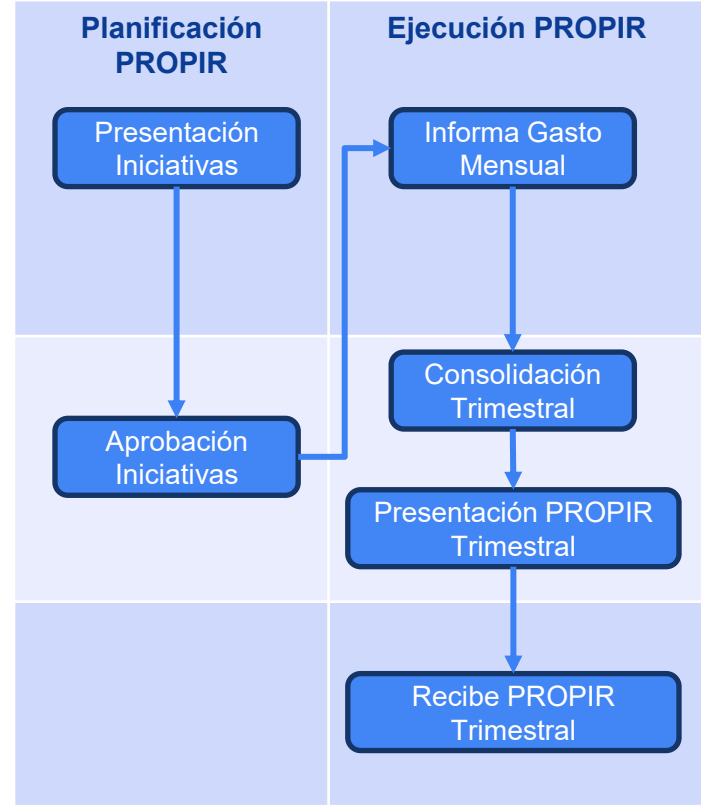 Planificación
PROPIR
Ejecución PROPIR
Presentación
Iniciativas
Informa Gasto
Mensual
Consolidación
Trimestral
Aprobación
Iniciativas
Presentación PROPIR
Trimestral
Recibe PROPIR
Trimestral